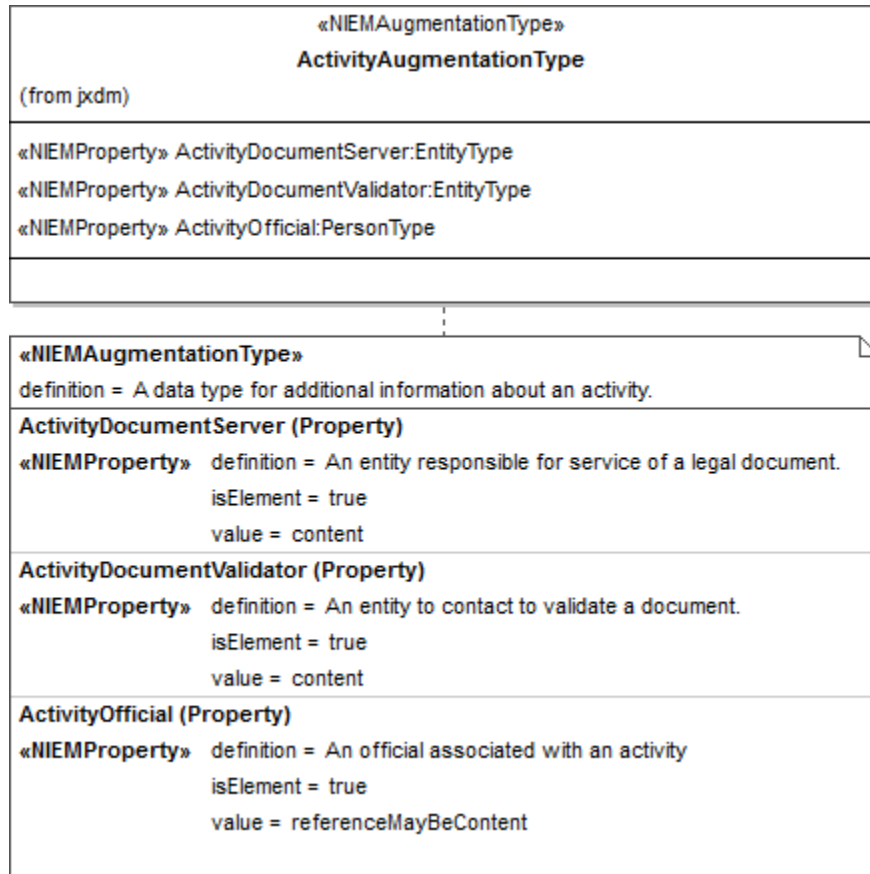 «NIEMAugmentationType»
ActivityAugmentationType
(from jxdm)
«NIEMProperty» ActivityDocumentServer:EntityType
«NIEMProperty» ActivityDocumentValidator:EntityType
«NIEMProperty» ActivityOfficial:PersonType
«NIEMAugmentationType»
definition = A data type for additional information about an activity.
ActivityDocumentServer (Property)
«NIEMProperty» definition = An entity responsible for service of a legal document.
isElement = true
value = content
ActivityDocumentValidator (Property)
«NIEMProperty» definition = An entity to contact to validate a document.
isElement = true
value = content
ActivityOfficial (Property)
«NIEMProperty» definition = An official associated with an activity
isElement = true
value = referenceMayBeContent